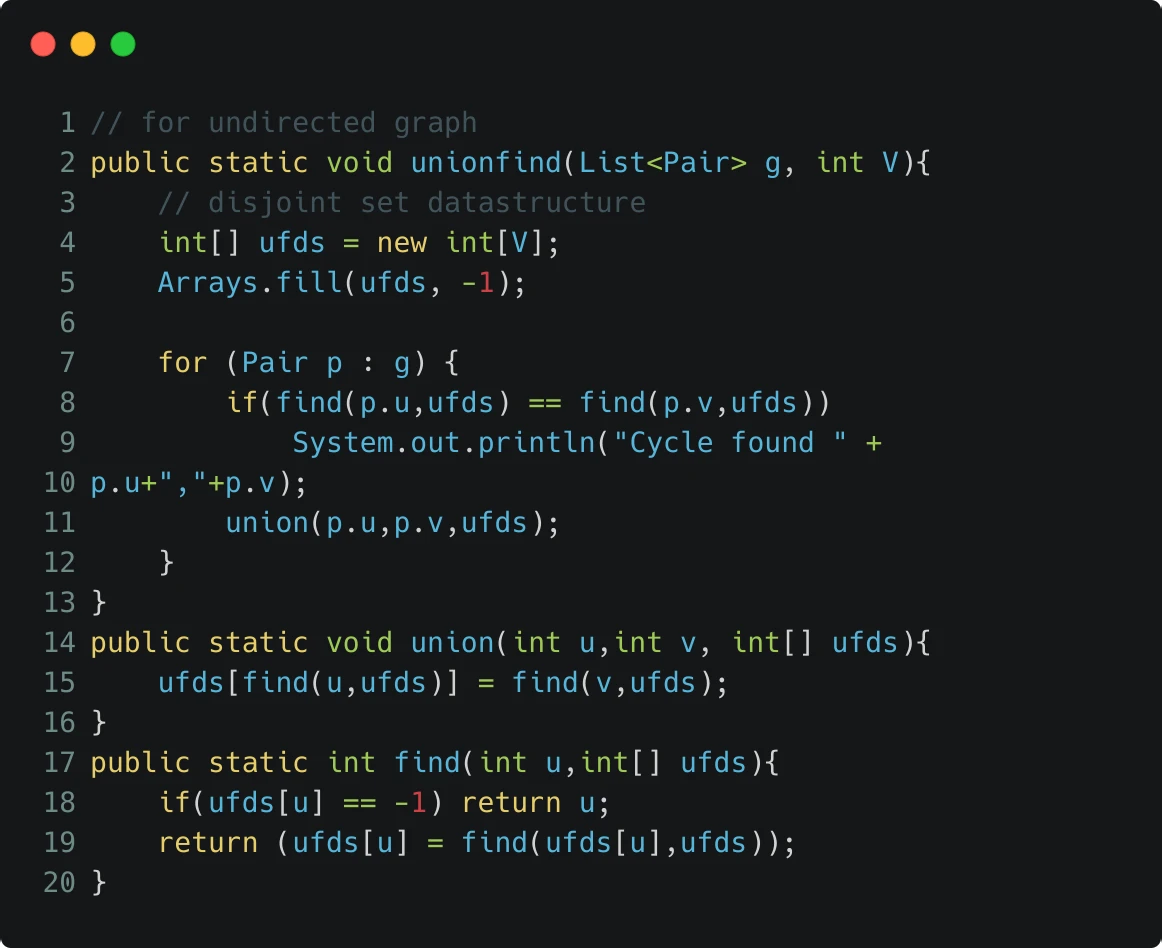 1 // for undirected graph
2 public static void unionfind(List<Pair> g, int V){
3     // disjoint set datastructure
4     int[] ufds = new int[V];
5     Arrays.fill(ufds, -1);
6
7     for (Pair p : g) {
8         if(find(p.u,ufds) == find(p.v,ufds))
9             System.out.println("Cycle found " +
10 p.u+","+p.v);
11         union(p.u,p.v,ufds);
12     }
13 }
14 public static void union(int u,int v, int[] ufds){
15     ufds[find(u,ufds)] = find(v,ufds);
16 }
17 public static int find(int u,int[] ufds){
18     if(ufds[u] == -1) return u;
19     return (ufds[u] = find(ufds[u],ufds));
20 }